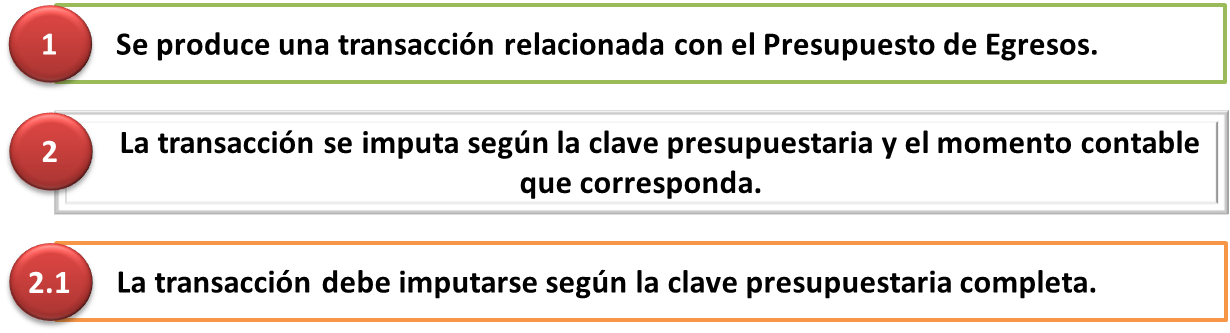 1
Se produce una transacción relacionada con el Presupuesto de Egresos.
2
La transacción se imputa según la clave presupuestaria y el momento contable
que corresponda.
2.1
La transacción debe imputarse según la clave presupuestaria completa.